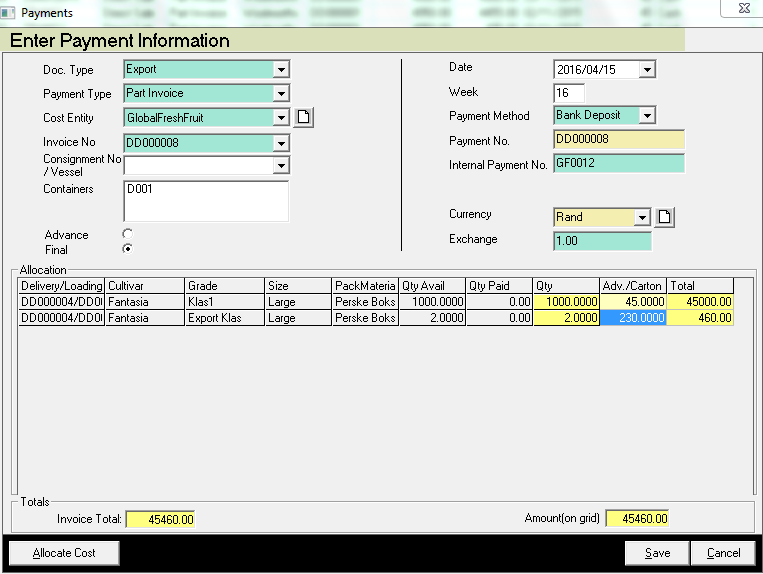 Payments
Enter Payment Information
Doc. Type Export
Payment Type Part Invoice
Cost Entity GlobalFreshFruit
Invoice No DD000008
Consignment No / Vessel
Containers D001
Advance
Final
Date 2016/04/15
Week 16
Payment Method Bank Deposit
Payment No. DD000008
Internal Payment No. GF0012
Currency Rand
Exchange 1.00
Allocation
Delivery/Loading Cultivar Grade Size PackMateria Qty Avail Qty Paid Qty Adv./Carton Total
DD000004/DD0 Fantasia Klas1 Large Perske Boks 1000.0000 0.00 1000.0000 45.0000 45000.00
DD000004/DD0 Fantasia Export Klas Large Perske Boks 2.0000 0.00 2.0000 230.0000 460.00
Totals
Invoice Total: 45460.00 Amount(on grid) 45460.00
Allocate Cost Save Cancel